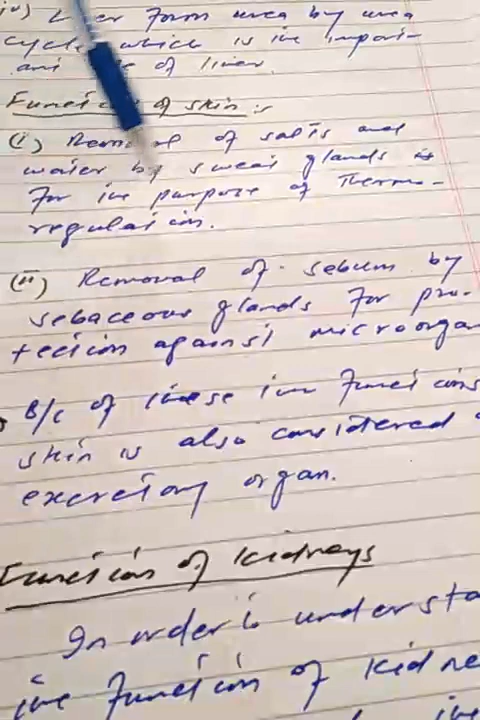 iv) Liver form urea by urea
cycle which is the import-
ant of liver.
Function of skin :
(i) Removal of salts and
water by sweat glands is
for the purpose of Thermo-
regulation.
(ii) Removal of sebum by
sebaceous glands for pro-
tection against microorgan
B/c of these two functions
skin is also considered
excretory organ.
Function of kidneys
In order to understa
the function of kidne